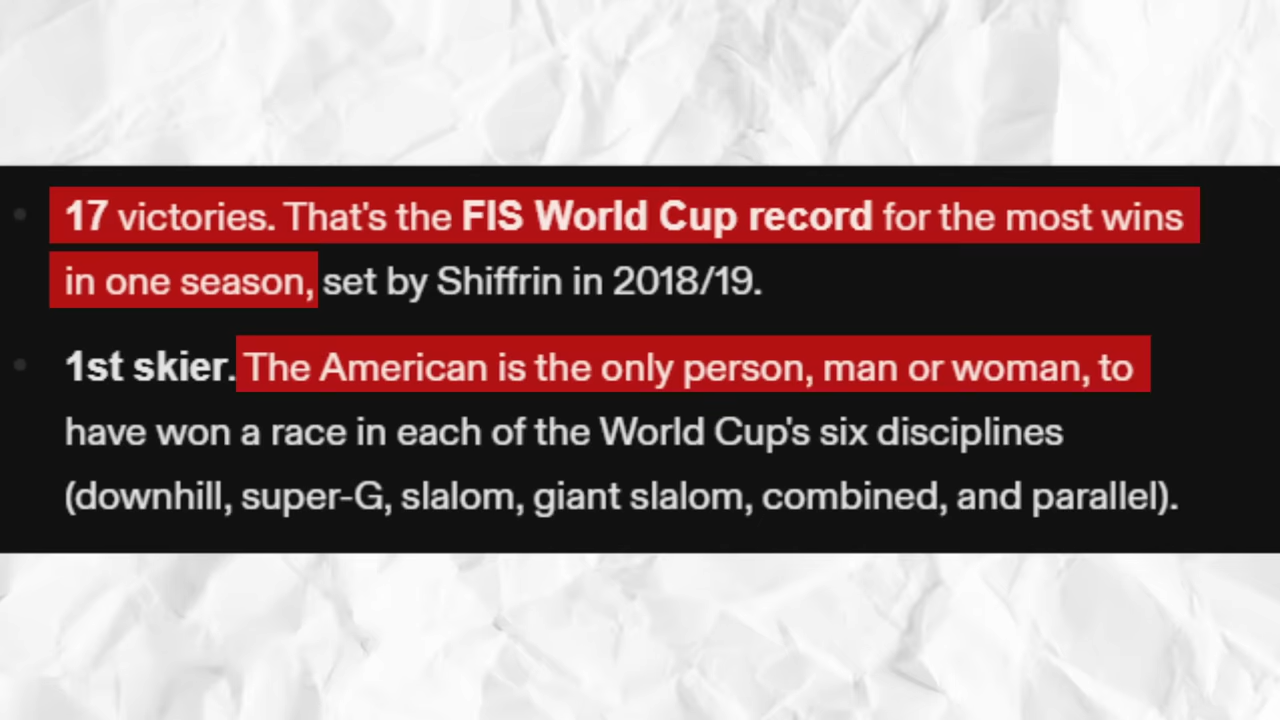 17 victories. That's the FIS World Cup record for the most wins
in one season, set by Shiffrin in 2018/19.
1st skier. The American is the only person, man or woman, to
have won a race in each of the World Cup's six disciplines
(downhill, super-G, slalom, giant slalom, combined, and parallel).